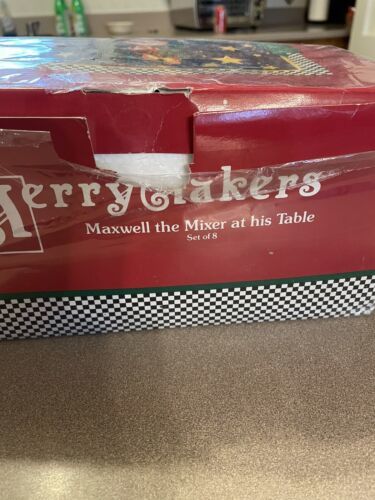 Merry Makers
Maxwell the Mixer at his Table
Set of 8